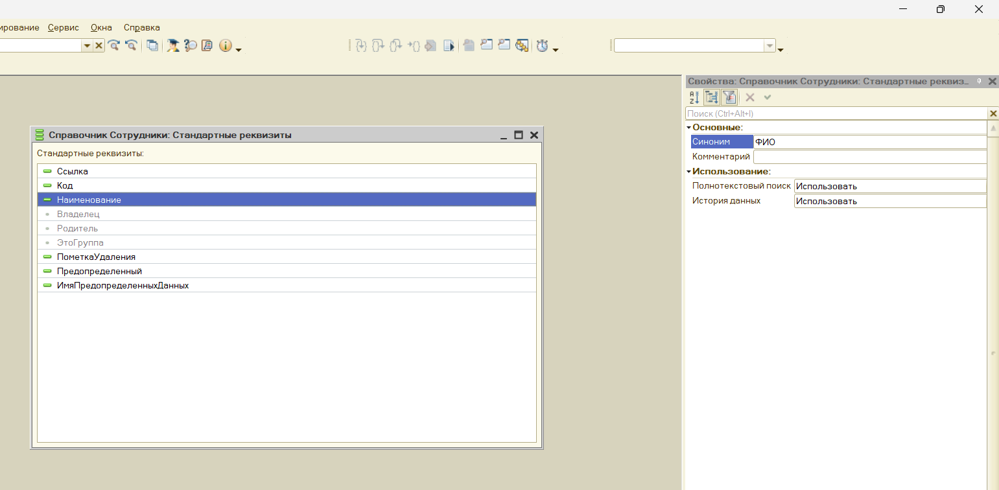 ирование Сервис Окна Справка
Свойства: Справочник Сотрудники: Стандартные реквиз...
Поиск (Ctrl+Alt+I)
Основные:
Синоним ФИО
Комментарий
Использование:
Полнотекстовый поиск Использовать
История данных Использовать
Справочник Сотрудники: Стандартные реквизиты
Стандартные реквизиты:
Ссылка
Код
Наименование
Владелец
Родитель
ЭтоГруппа
ПометкаУдаления
Предопределенный
ИмяПредопределенныхДанных